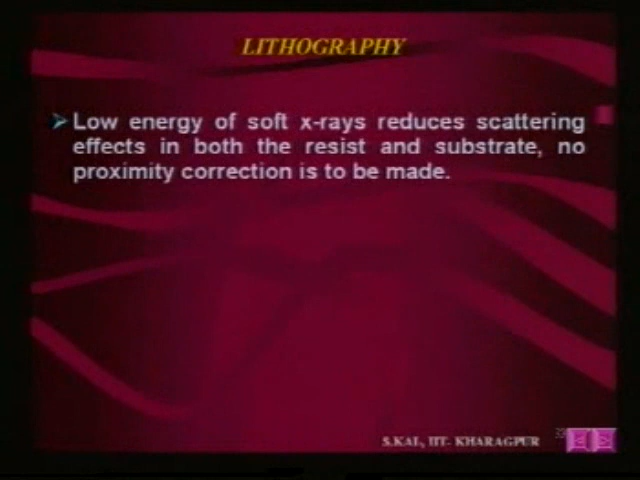 LITHOGRAPHY
Low energy of soft x-rays reduces scattering
effects in both the resist and substrate, no
proximity correction is to be made.
S.KAL, IIT- KHARAGPUR